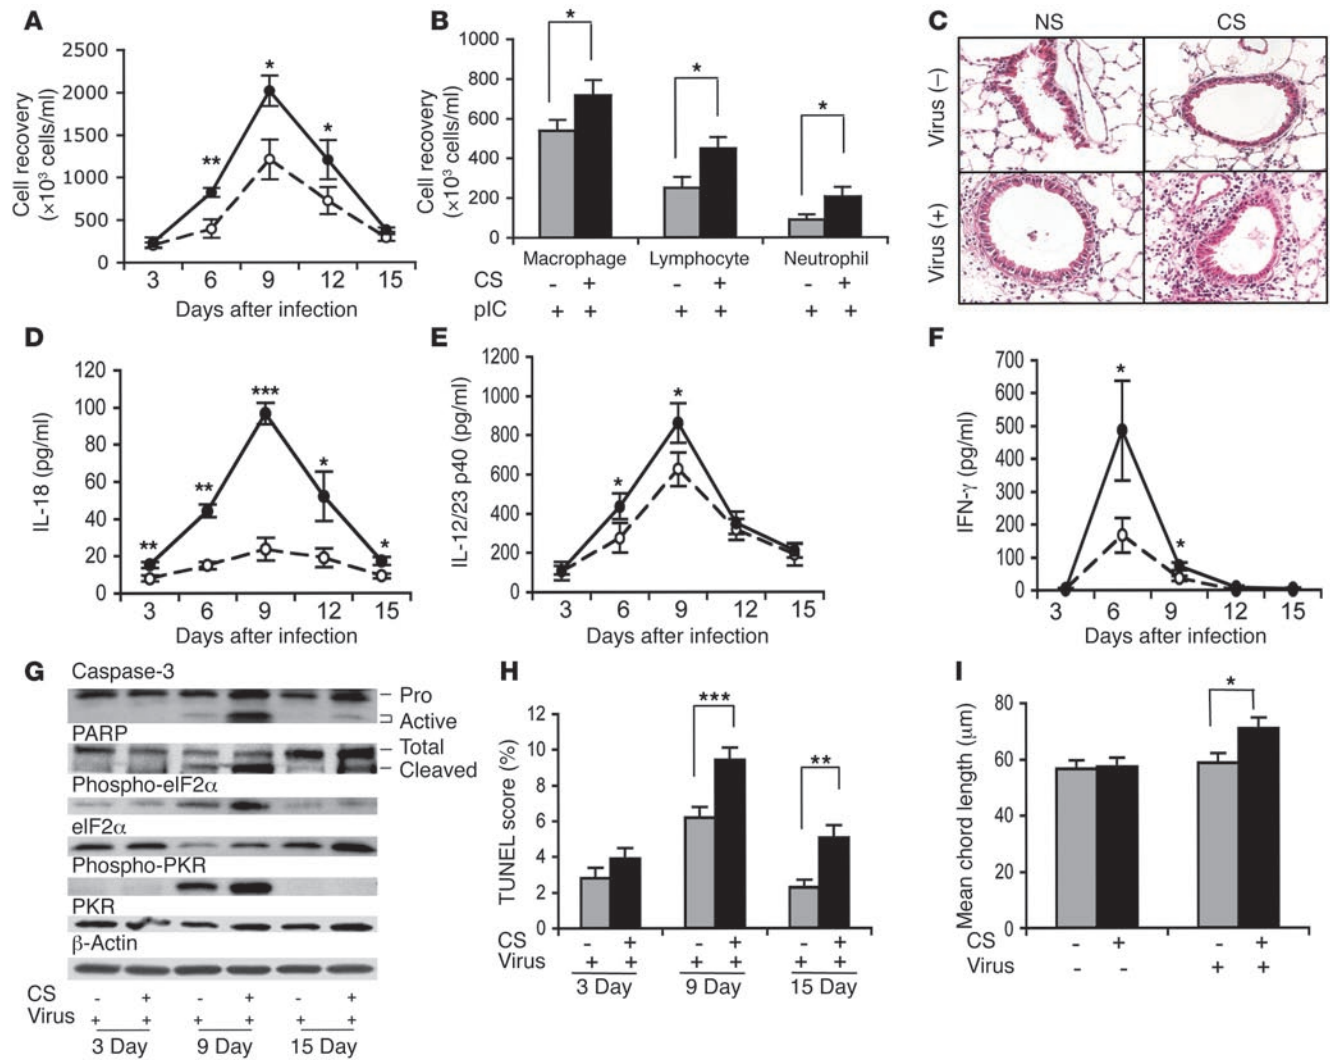 A
Cell recovery
(×10³ cells/ml)
2500
2000
1500
1000
500
0
** * *
3 6 9 12 15
Days after infection
B
Cell recovery
(×10³ cells/ml)
1000
800
600
400
200
0
* * *
Macrophage Lymphocyte Neutrophil
CS - + - + - +
pIC + + + + + +
C
NS CS
Virus (–)
Virus (+)
D
IL-18 (pg/ml)
120
100
80
60
40
20
0
** ** *** * *
3 6 9 12 15
Days after infection
E
IL-12/23 p40 (pg/ml)
1200
1000
800
600
400
200
0
* *
3 6 9 12 15
Days after infection
F
IFN-γ (pg/ml)
700
600
500
400
300
200
100
0
* *
3 6 9 12 15
Days after infection
G
Caspase-3
Pro
Active
PARP
Total
Cleaved
Phospho-eIF2α
eIF2α
Phospho-PKR
PKR
β-Actin
CS - + - + - +
Virus + + + + + +
3 Day 9 Day 15 Day
H
TUNEL score (%)
12
10
8
6
4
2
0
*** **
CS - + - + - +
Virus + + + + + +
3 Day 9 Day 15 Day
I
Mean chord length (μm)
80
60
40
20
0
*
CS - + - +
Virus - - + +